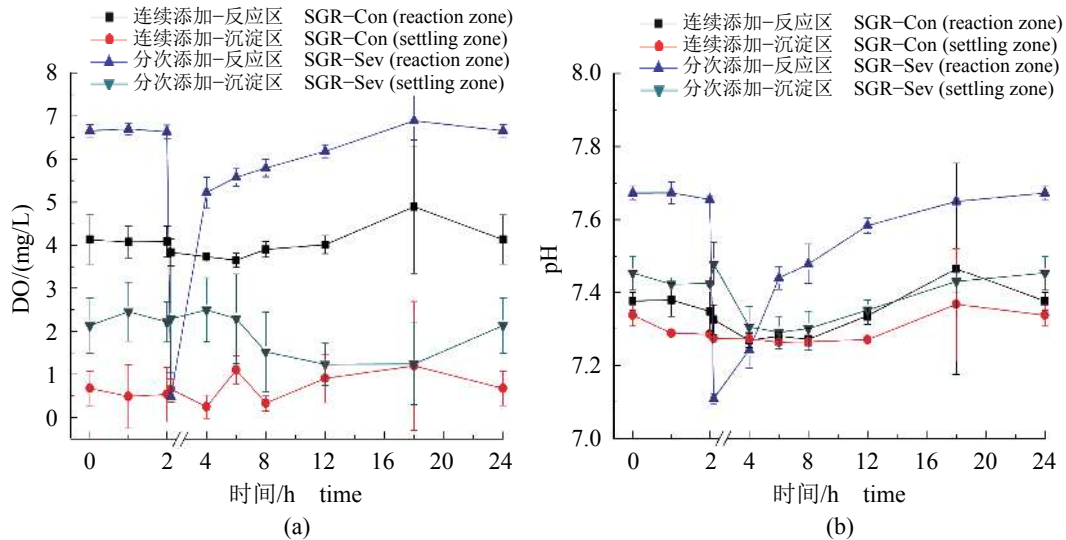 连续添加-反应区 SGR-Con (reaction zone)
连续添加-沉淀区 SGR-Con (settling zone)
分次添加-反应区 SGR-Sev (reaction zone)
分次添加-沉淀区 SGR-Sev (settling zone)
8
7
6
5
4
3
2
1
0
DO/(mg/L)
0 2 4 8 12 16 20 24
时间/h time
(a)
连续添加-反应区 SGR-Con (reaction zone)
连续添加-沉淀区 SGR-Con (settling zone)
分次添加-反应区 SGR-Sev (reaction zone)
分次添加-沉淀区 SGR-Sev (settling zone)
8.0
7.8
7.6
7.4
7.2
7.0
pH
0 2 4 8 12 16 20 24
时间/h time
(b)